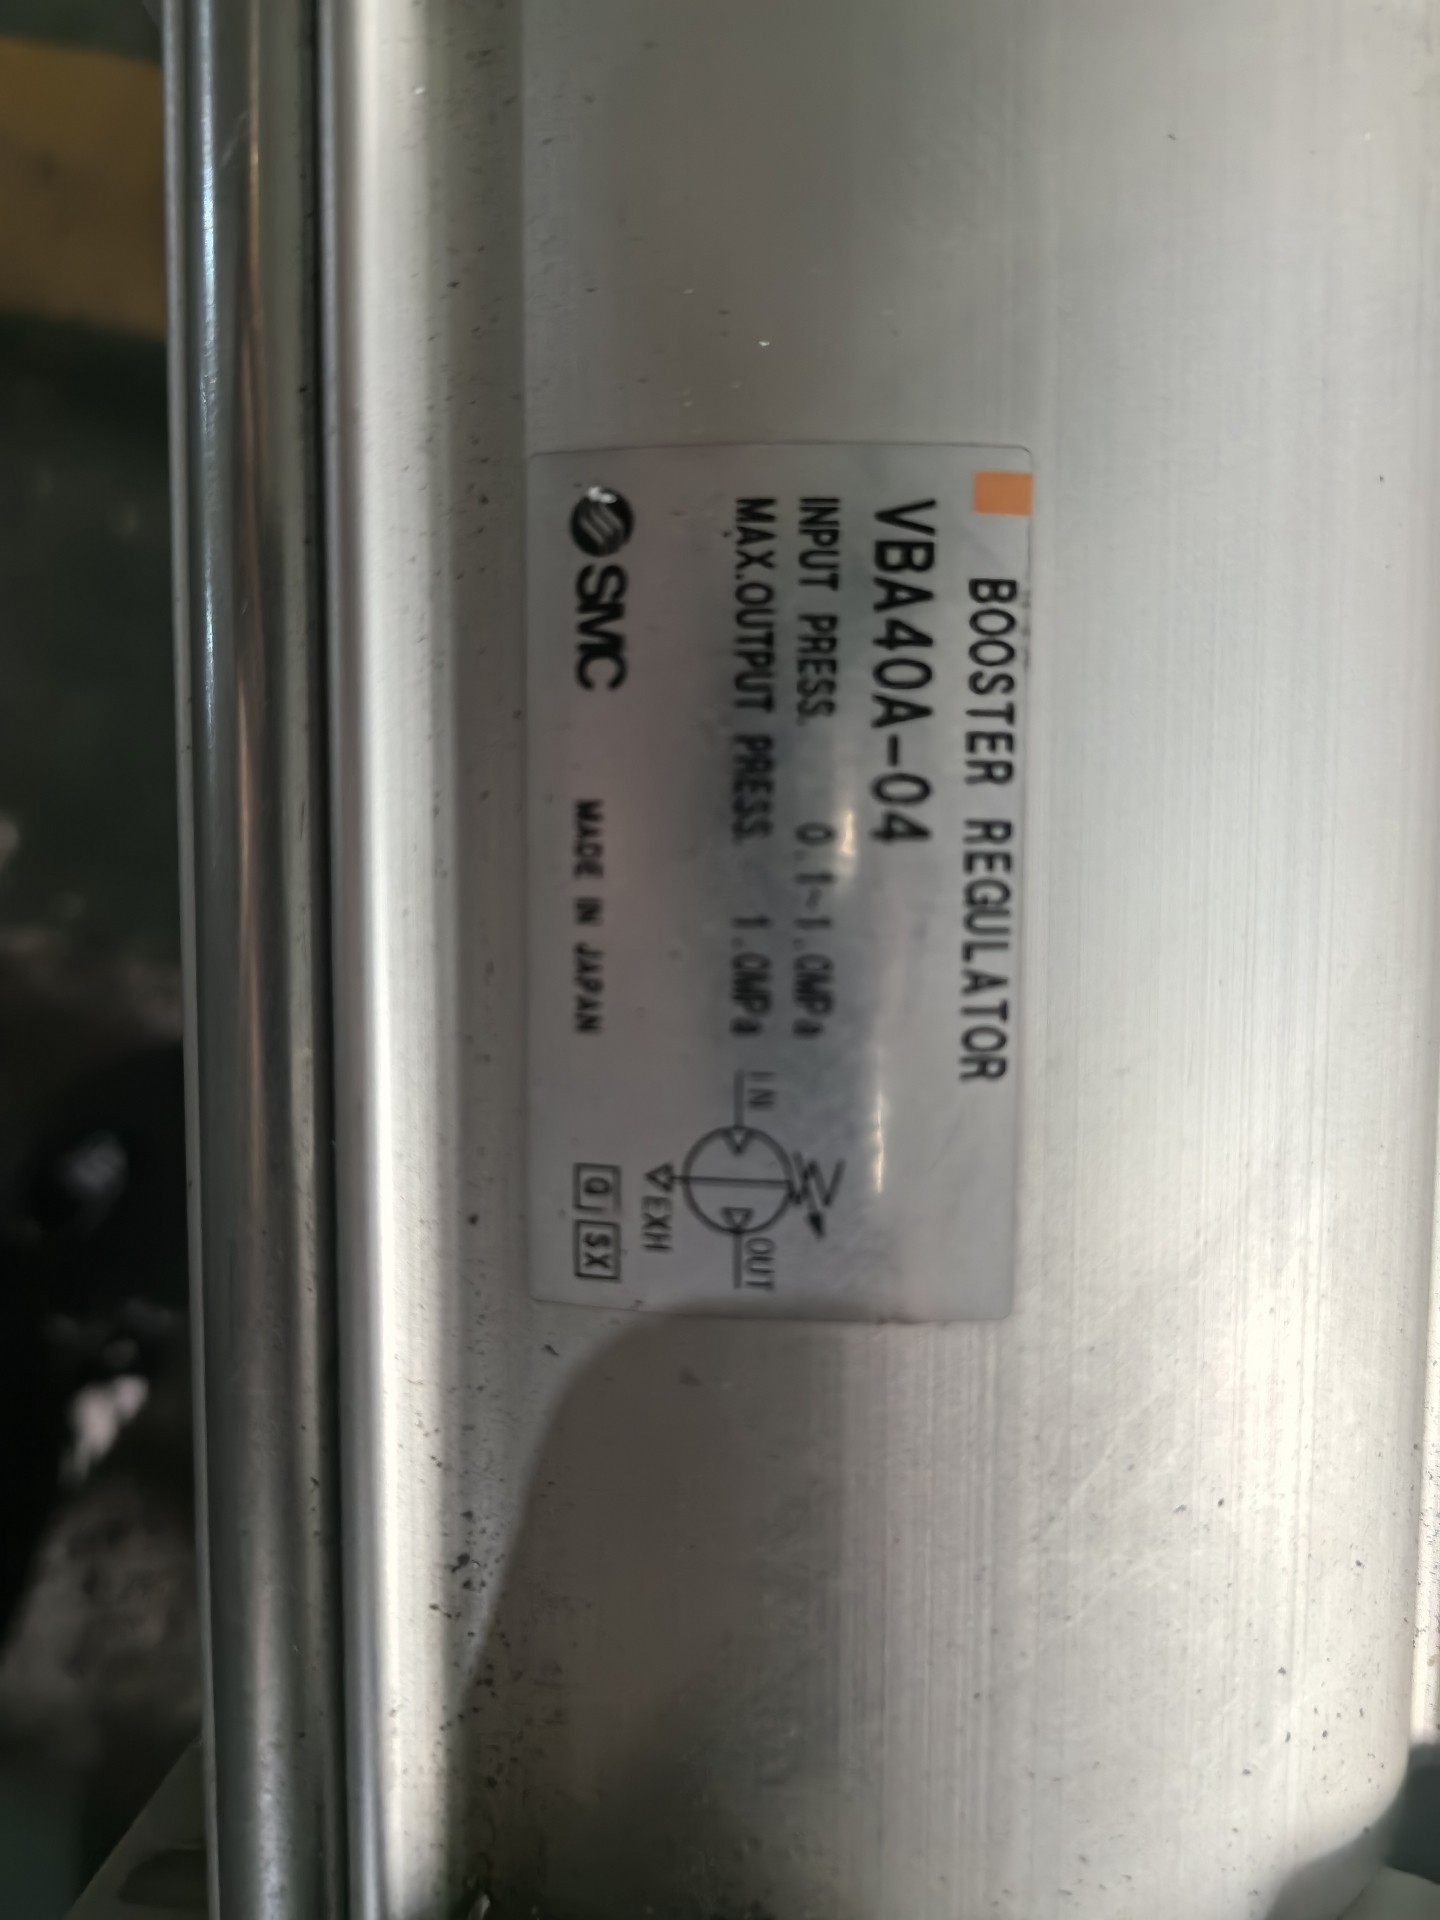 BOOSTER REGULATOR
VBA40A-04
INPUT PRESS. 0.1~1.0MPa
MAX.OUTPUT PRESS. 1.0MPa
IN
OUT
EXH
SMC MADE IN JAPAN